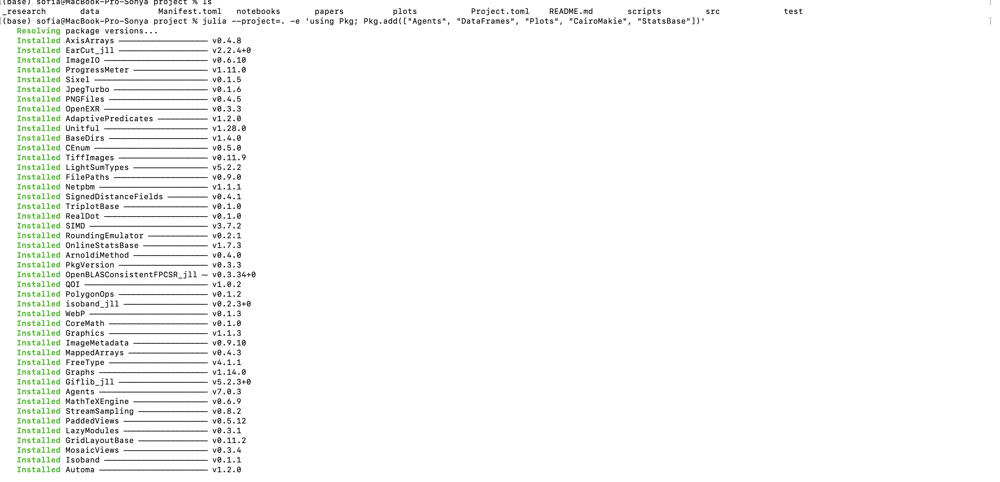 (base) sofia@MacBook-Pro-Sonya project % ls
_research data Manifest.toml notebooks papers plots Project.toml README.md scripts src test
(base) sofia@MacBook-Pro-Sonya project % julia --project=. -e 'using Pkg; Pkg.add(["Agents", "DataFrames", "Plots", "CairoMakie", "StatsBase"])'
Resolving package versions...
Installed AxisArrays ────────────────── v0.4.8
Installed EarCut_jll ────────────────── v2.2.4+0
Installed ImageIO ───────────────────── v0.6.10
Installed ProgressMeter ─────────────── v1.11.0
Installed Sixel ─────────────────────── v0.1.5
Installed JpegTurbo ─────────────────── v0.1.6
Installed PNGFiles ──────────────────── v0.4.5
Installed OpenEXR ───────────────────── v0.3.3
Installed AdaptivePredicates ────────── v1.2.0
Installed Unitful ───────────────────── v1.28.0
Installed BaseDirs ──────────────────── v1.4.0
Installed CEnum ─────────────────────── v0.5.0
Installed TiffImages ────────────────── v0.11.9
Installed LightSumTypes ─────────────── v5.2.2
Installed FilePaths ─────────────────── v0.9.0
Installed Netpbm ────────────────────── v1.1.1
Installed SignedDistanceFields ──────── v0.4.1
Installed TriplotBase ───────────────── v0.1.0
Installed RealDot ───────────────────── v0.1.0
Installed SIMD ──────────────────────── v3.7.2
Installed RoundingEmulator ──────────── v0.2.1
Installed OnlineStatsBase ───────────── v1.7.3
Installed ArnoldiMethod ─────────────── v0.4.0
Installed PkgVersion ────────────────── v0.3.3
Installed OpenBLASConsistentFPCSR_jll ─ v0.3.34+0
Installed QOI ───────────────────────── v1.0.2
Installed PolygonOps ────────────────── v0.1.2
Installed isoband_jll ───────────────── v0.2.3+0
Installed WebP ──────────────────────── v0.1.3
Installed CoreMath ──────────────────── v0.1.0
Installed Graphics ──────────────────── v1.1.3
Installed ImageMetadata ─────────────── v0.9.10
Installed MappedArrays ──────────────── v0.4.3
Installed FreeType ──────────────────── v4.1.1
Installed Graphs ────────────────────── v1.14.0
Installed Giflib_jll ────────────────── v5.2.3+0
Installed Agents ────────────────────── v7.0.3
Installed MathTeXEngine ─────────────── v0.6.9
Installed StreamSampling ────────────── v0.8.2
Installed PaddedViews ───────────────── v0.5.12
Installed LazyModules ───────────────── v0.3.1
Installed GridLayoutBase ────────────── v0.11.2
Installed MosaicViews ───────────────── v0.3.4
Installed Isoband ───────────────────── v0.1.1
Installed Automa ────────────────────── v1.2.0